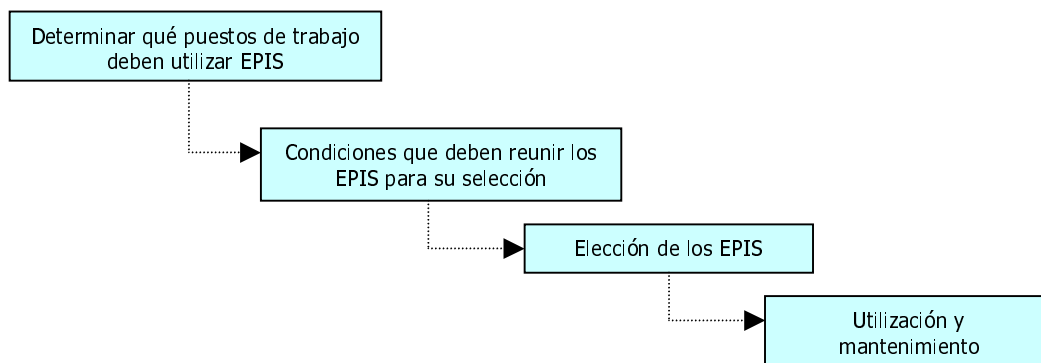 Determinar qué puestos de trabajo
deben utilizar EPIS
Condiciones que deben reunir los
EPIS para su selección
Elección de los EPIS
Utilización y
mantenimiento